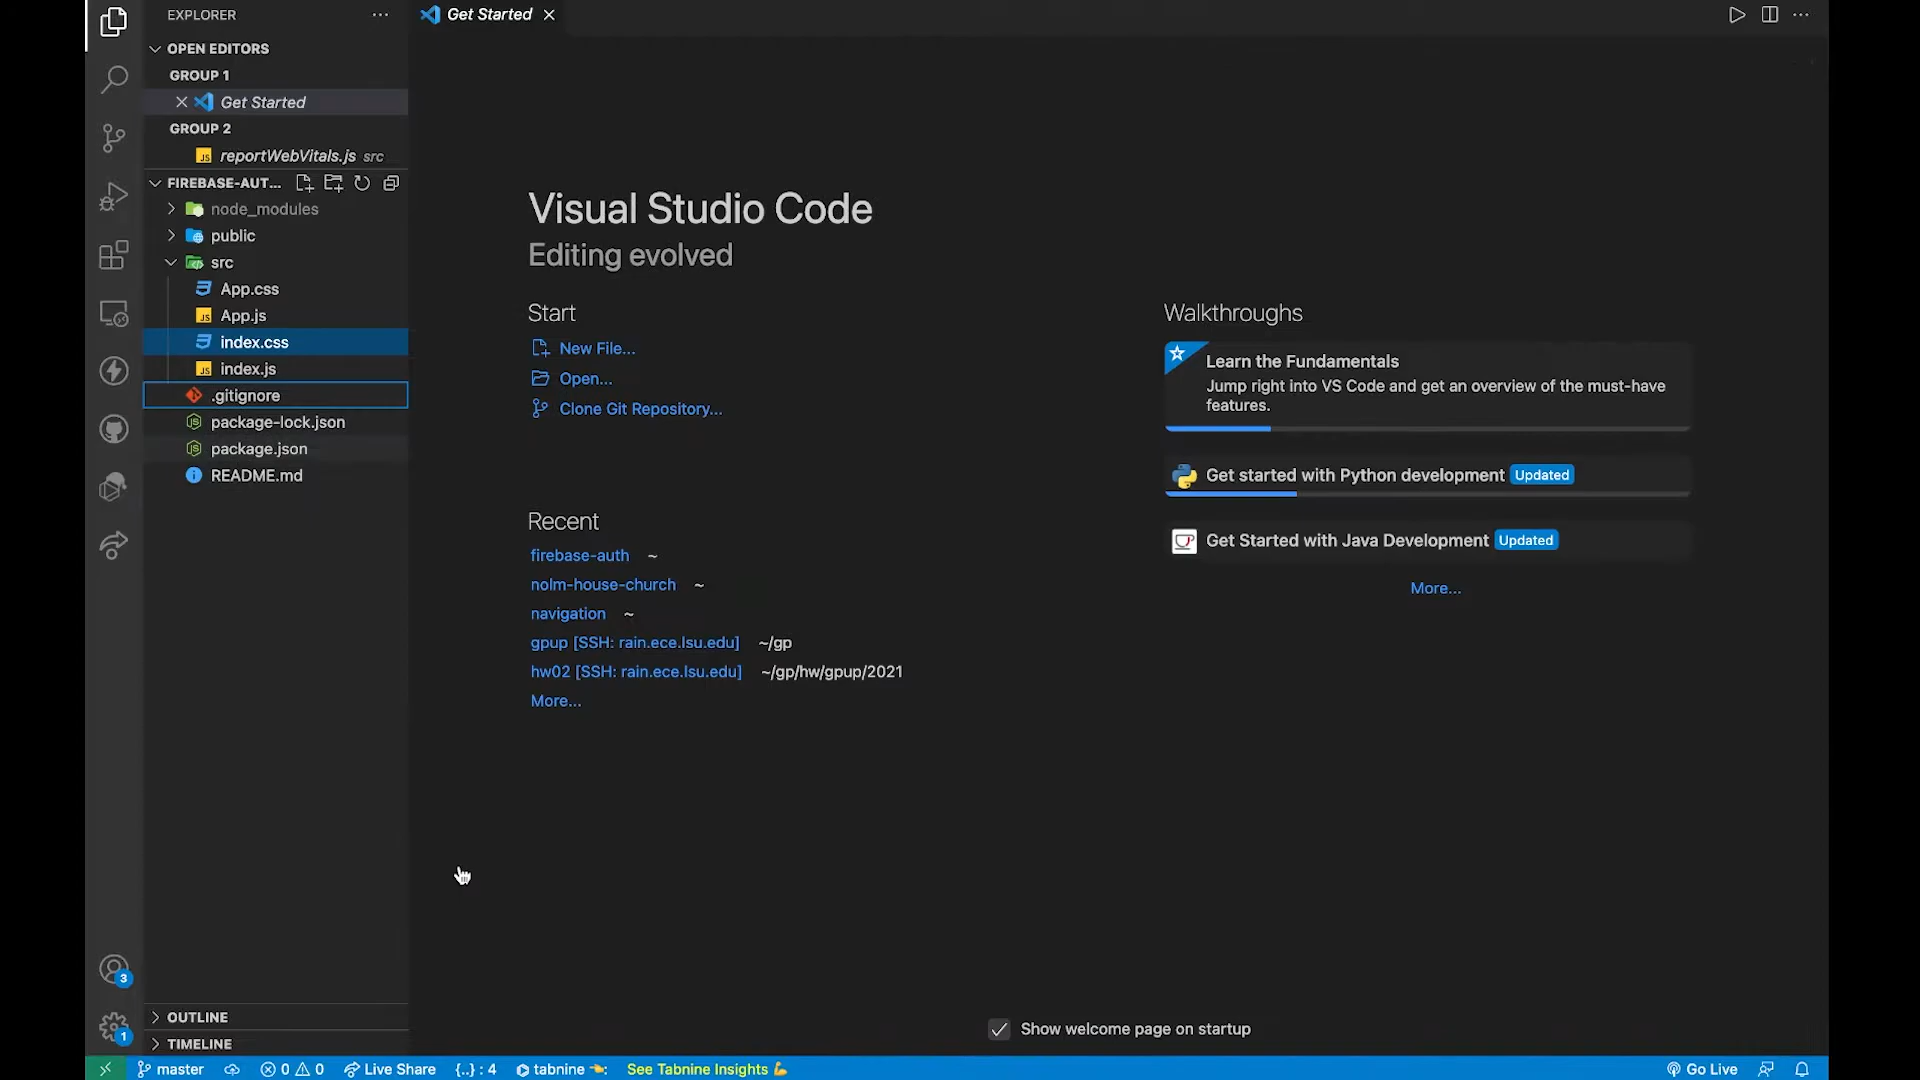 EXPLORER
OPEN EDITORS
GROUP 1
Get Started
GROUP 2
reportWebVitals.js src
FIREBASE-AUT...
node_modules
public
src
App.css
App.js
index.css
index.js
.gitignore
package-lock.json
package.json
README.md
3
OUTLINE
1
TIMELINE
Get Started
Visual Studio Code
Editing evolved
Start
New File...
Open...
Clone Git Repository...
Recent
firebase-auth ~
nolm-house-church ~
navigation ~
gpup [SSH: rain.ece.lsu.edu] ~/gp
hw02 [SSH: rain.ece.lsu.edu] ~/gp/hw/gpup/2021
More...
Walkthroughs
Learn the Fundamentals
Jump right into VS Code and get an overview of the must-have
features.
Get started with Python development Updated
Get Started with Java Development Updated
More...
Show welcome page on startup
master 0 0 Live Share {..} : 4 tabnine See Tabnine Insights Go Live